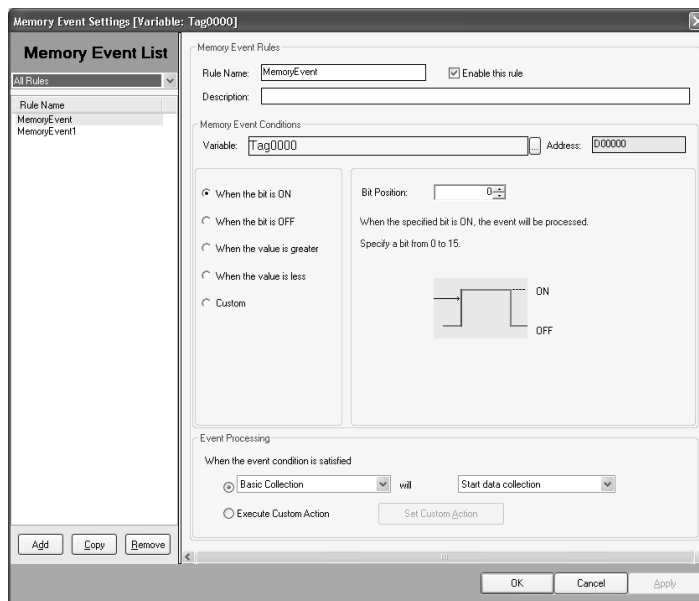 Memory Event Settings [Variable: Tag0000]
Memory Event List
All Rules
Rule Name
MemoryEvent
MemoryEvent1
Add Copy Remove
Memory Event Rules
Rule Name: MemoryEvent Enable this rule
Description:
Memory Event Conditions
Variable: Tag0000 ... Address: D00000
When the bit is ON
When the bit is OFF
When the value is greater
When the value is less
Custom
Bit Position: 0
When the specified bit is ON, the event will be processed.
Specify a bit from 0 to 15.
ON
OFF
Event Processing
When the event condition is satisfied
Basic Collection will Start data collection
Execute Custom Action Set Custom Action
OK Cancel Apply